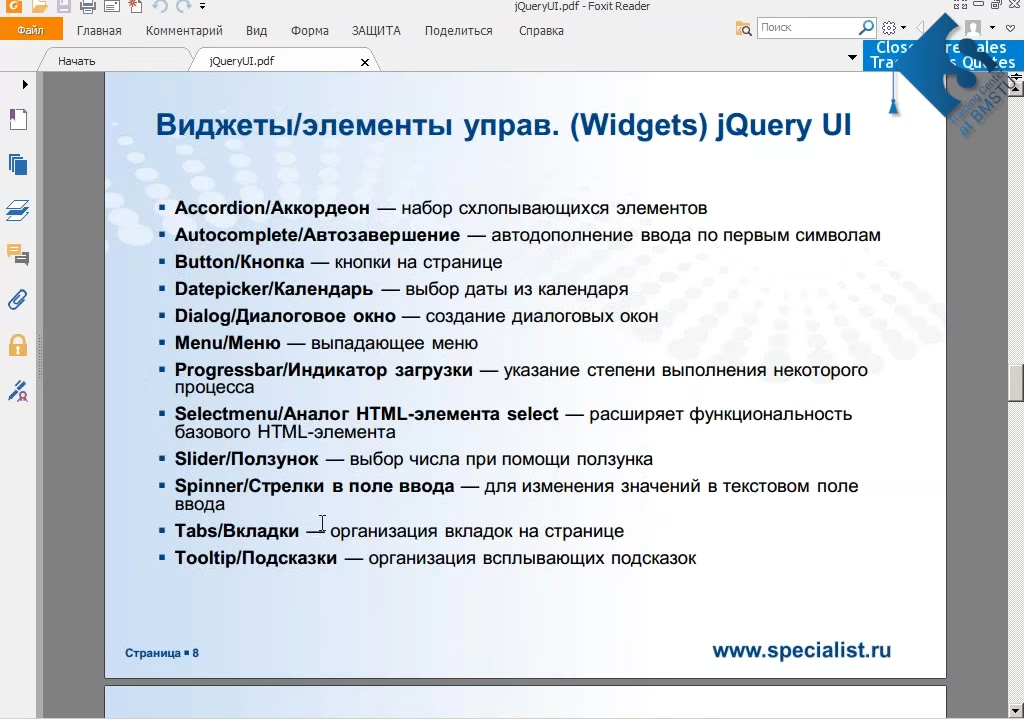 jQueryUI.pdf - Foxit Reader
Файл Главная Комментарий Вид Форма ЗАЩИТА Поделиться Справка Поиск
Начать jQueryUI.pdf
Виджеты/элементы управ. (Widgets) jQuery UI
Accordion/Аккордеон — набор схлопывающихся элементов
Autocomplete/Автозавершение — автодополнение ввода по первым символам
Button/Кнопка — кнопки на странице
Datepicker/Календарь — выбор даты из календаря
Dialog/Диалоговое окно — создание диалоговых окон
Menu/Меню — выпадающее меню
Progressbar/Индикатор загрузки — указание степени выполнения некоторого
процесса
Selectmenu/Аналог HTML-элемента select — расширяет функциональность
базового HTML-элемента
Slider/Ползунок — выбор числа при помощи ползунка
Spinner/Стрелки в поле ввода — для изменения значений в текстовом поле
ввода
Tabs/Вкладки — организация вкладок на странице
Tooltip/Подсказки — организация всплывающих подсказок
Страница ▪ 8
www.specialist.ru
Training Center
at BMSTU